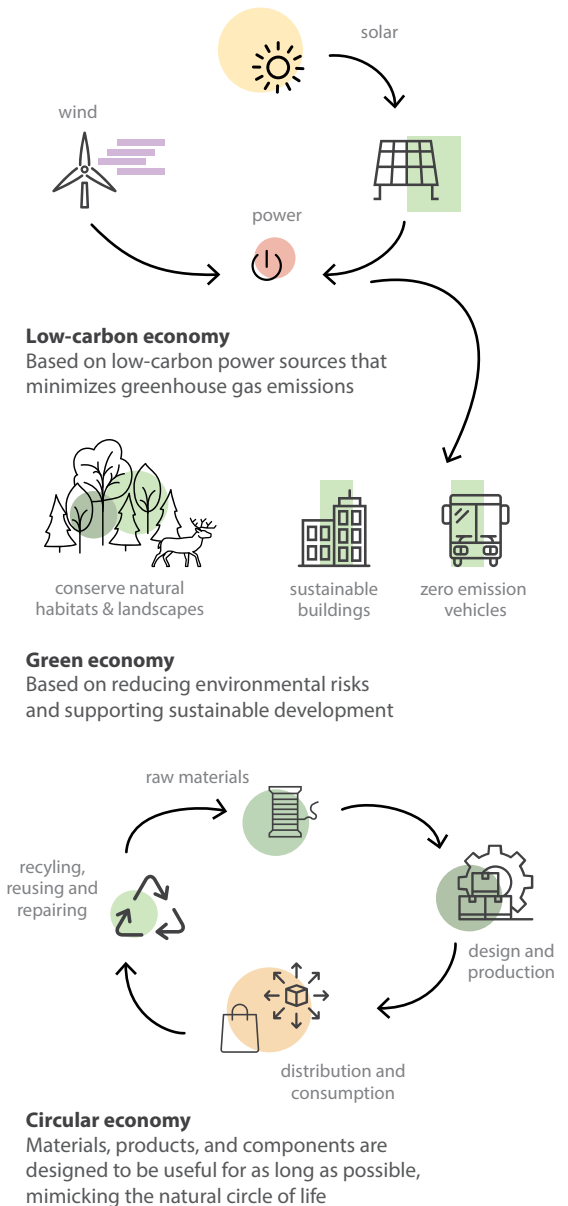 solar
wind
power
Low-carbon economy
Based on low-carbon power sources that
minimizes greenhouse gas emissions
conserve natural
habitats & landscapes
sustainable
buildings
zero emission
vehicles
Green economy
Based on reducing environmental risks
and supporting sustainable development
raw materials
recyling,
reusing and
repairing
design and
production
distribution and
consumption
Circular economy
Materials, products, and components are
designed to be useful for as long as possible,
mimicking the natural circle of life